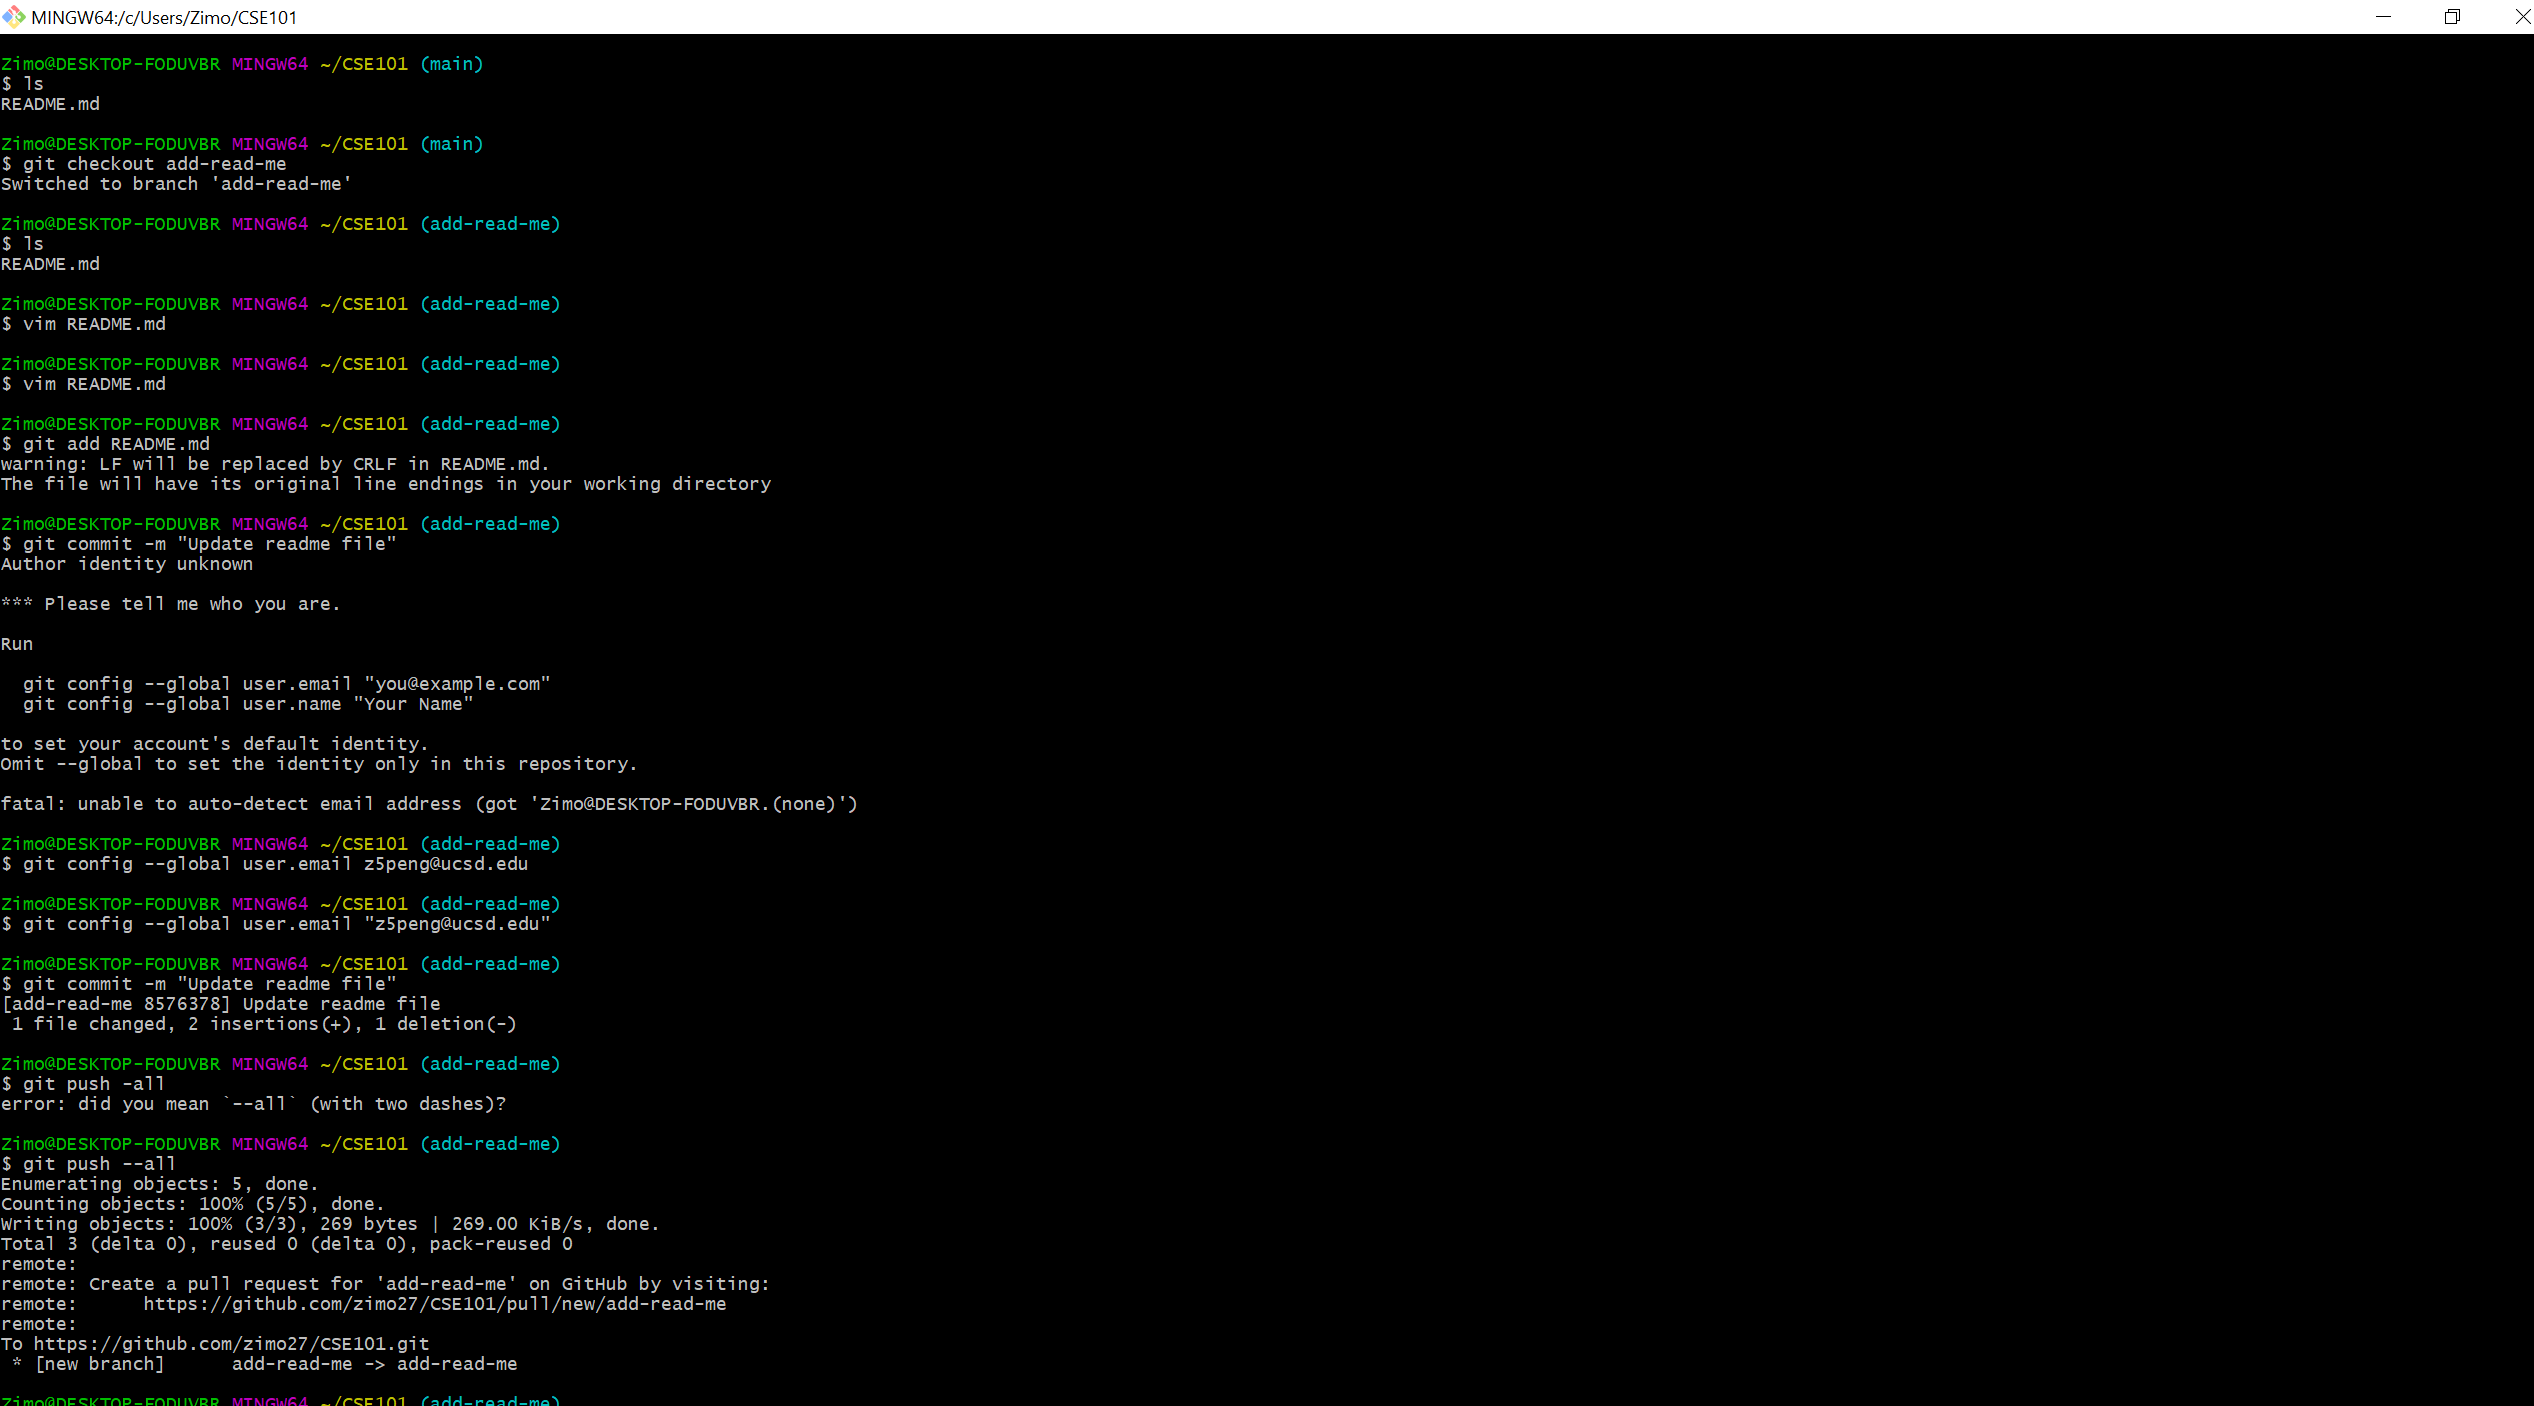 MINGW64:/c/Users/Zimo/CSE101
Zimo@DESKTOP-FODUVBR MINGW64 ~/CSE101 (main)
$ ls
README.md
Zimo@DESKTOP-FODUVBR MINGW64 ~/CSE101 (main)
$ git checkout add-read-me
Switched to branch 'add-read-me'
Zimo@DESKTOP-FODUVBR MINGW64 ~/CSE101 (add-read-me)
$ ls
README.md
Zimo@DESKTOP-FODUVBR MINGW64 ~/CSE101 (add-read-me)
$ vim README.md
Zimo@DESKTOP-FODUVBR MINGW64 ~/CSE101 (add-read-me)
$ vim README.md
Zimo@DESKTOP-FODUVBR MINGW64 ~/CSE101 (add-read-me)
$ git add README.md
warning: LF will be replaced by CRLF in README.md.
The file will have its original line endings in your working directory
Zimo@DESKTOP-FODUVBR MINGW64 ~/CSE101 (add-read-me)
$ git commit -m "Update readme file"
Author identity unknown
*** Please tell me who you are.
Run
  git config --global user.email "you@example.com"
  git config --global user.name "Your Name"
to set your account's default identity.
Omit --global to set the identity only in this repository.
fatal: unable to auto-detect email address (got 'Zimo@DESKTOP-FODUVBR.(none)')
Zimo@DESKTOP-FODUVBR MINGW64 ~/CSE101 (add-read-me)
$ git config --global user.email z5peng@ucsd.edu
Zimo@DESKTOP-FODUVBR MINGW64 ~/CSE101 (add-read-me)
$ git config --global user.email "z5peng@ucsd.edu"
Zimo@DESKTOP-FODUVBR MINGW64 ~/CSE101 (add-read-me)
$ git commit -m "Update readme file"
[add-read-me 8576378] Update readme file
 1 file changed, 2 insertions(+), 1 deletion(-)
Zimo@DESKTOP-FODUVBR MINGW64 ~/CSE101 (add-read-me)
$ git push -all
error: did you mean `--all` (with two dashes)?
Zimo@DESKTOP-FODUVBR MINGW64 ~/CSE101 (add-read-me)
$ git push --all
Enumerating objects: 5, done.
Counting objects: 100% (5/5), done.
Writing objects: 100% (3/3), 269 bytes | 269.00 KiB/s, done.
Total 3 (delta 0), reused 0 (delta 0), pack-reused 0
remote:
remote: Create a pull request for 'add-read-me' on GitHub by visiting:
remote:      https://github.com/zimo27/CSE101/pull/new/add-read-me
remote:
To https://github.com/zimo27/CSE101.git
 * [new branch]      add-read-me -> add-read-me
Zimo@DESKTOP-FODUVBR MINGW64 ~/CSE101 (add-read-me)